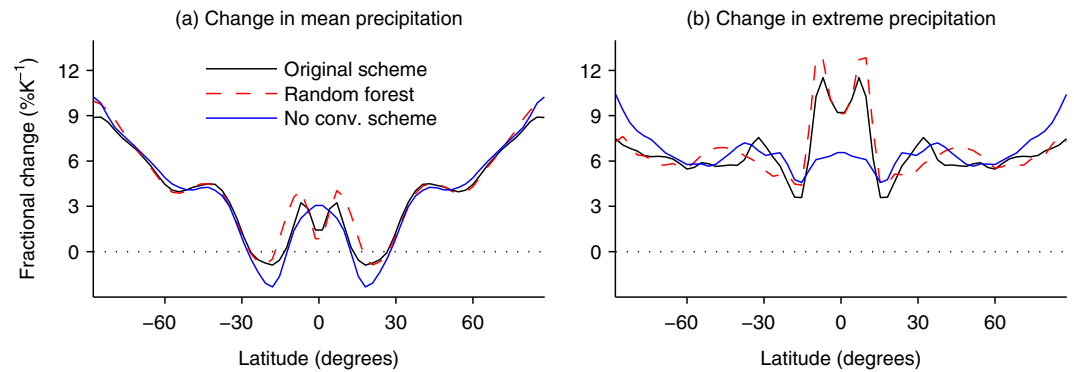 (a) Change in mean precipitation
(b) Change in extreme precipitation
Fractional change (%K⁻¹)
12
9
6
3
0
Original scheme
Random forest
No conv. scheme
−60
−30
0
30
60
Latitude (degrees)
12
9
6
3
0
−60
−30
0
30
60
Latitude (degrees)